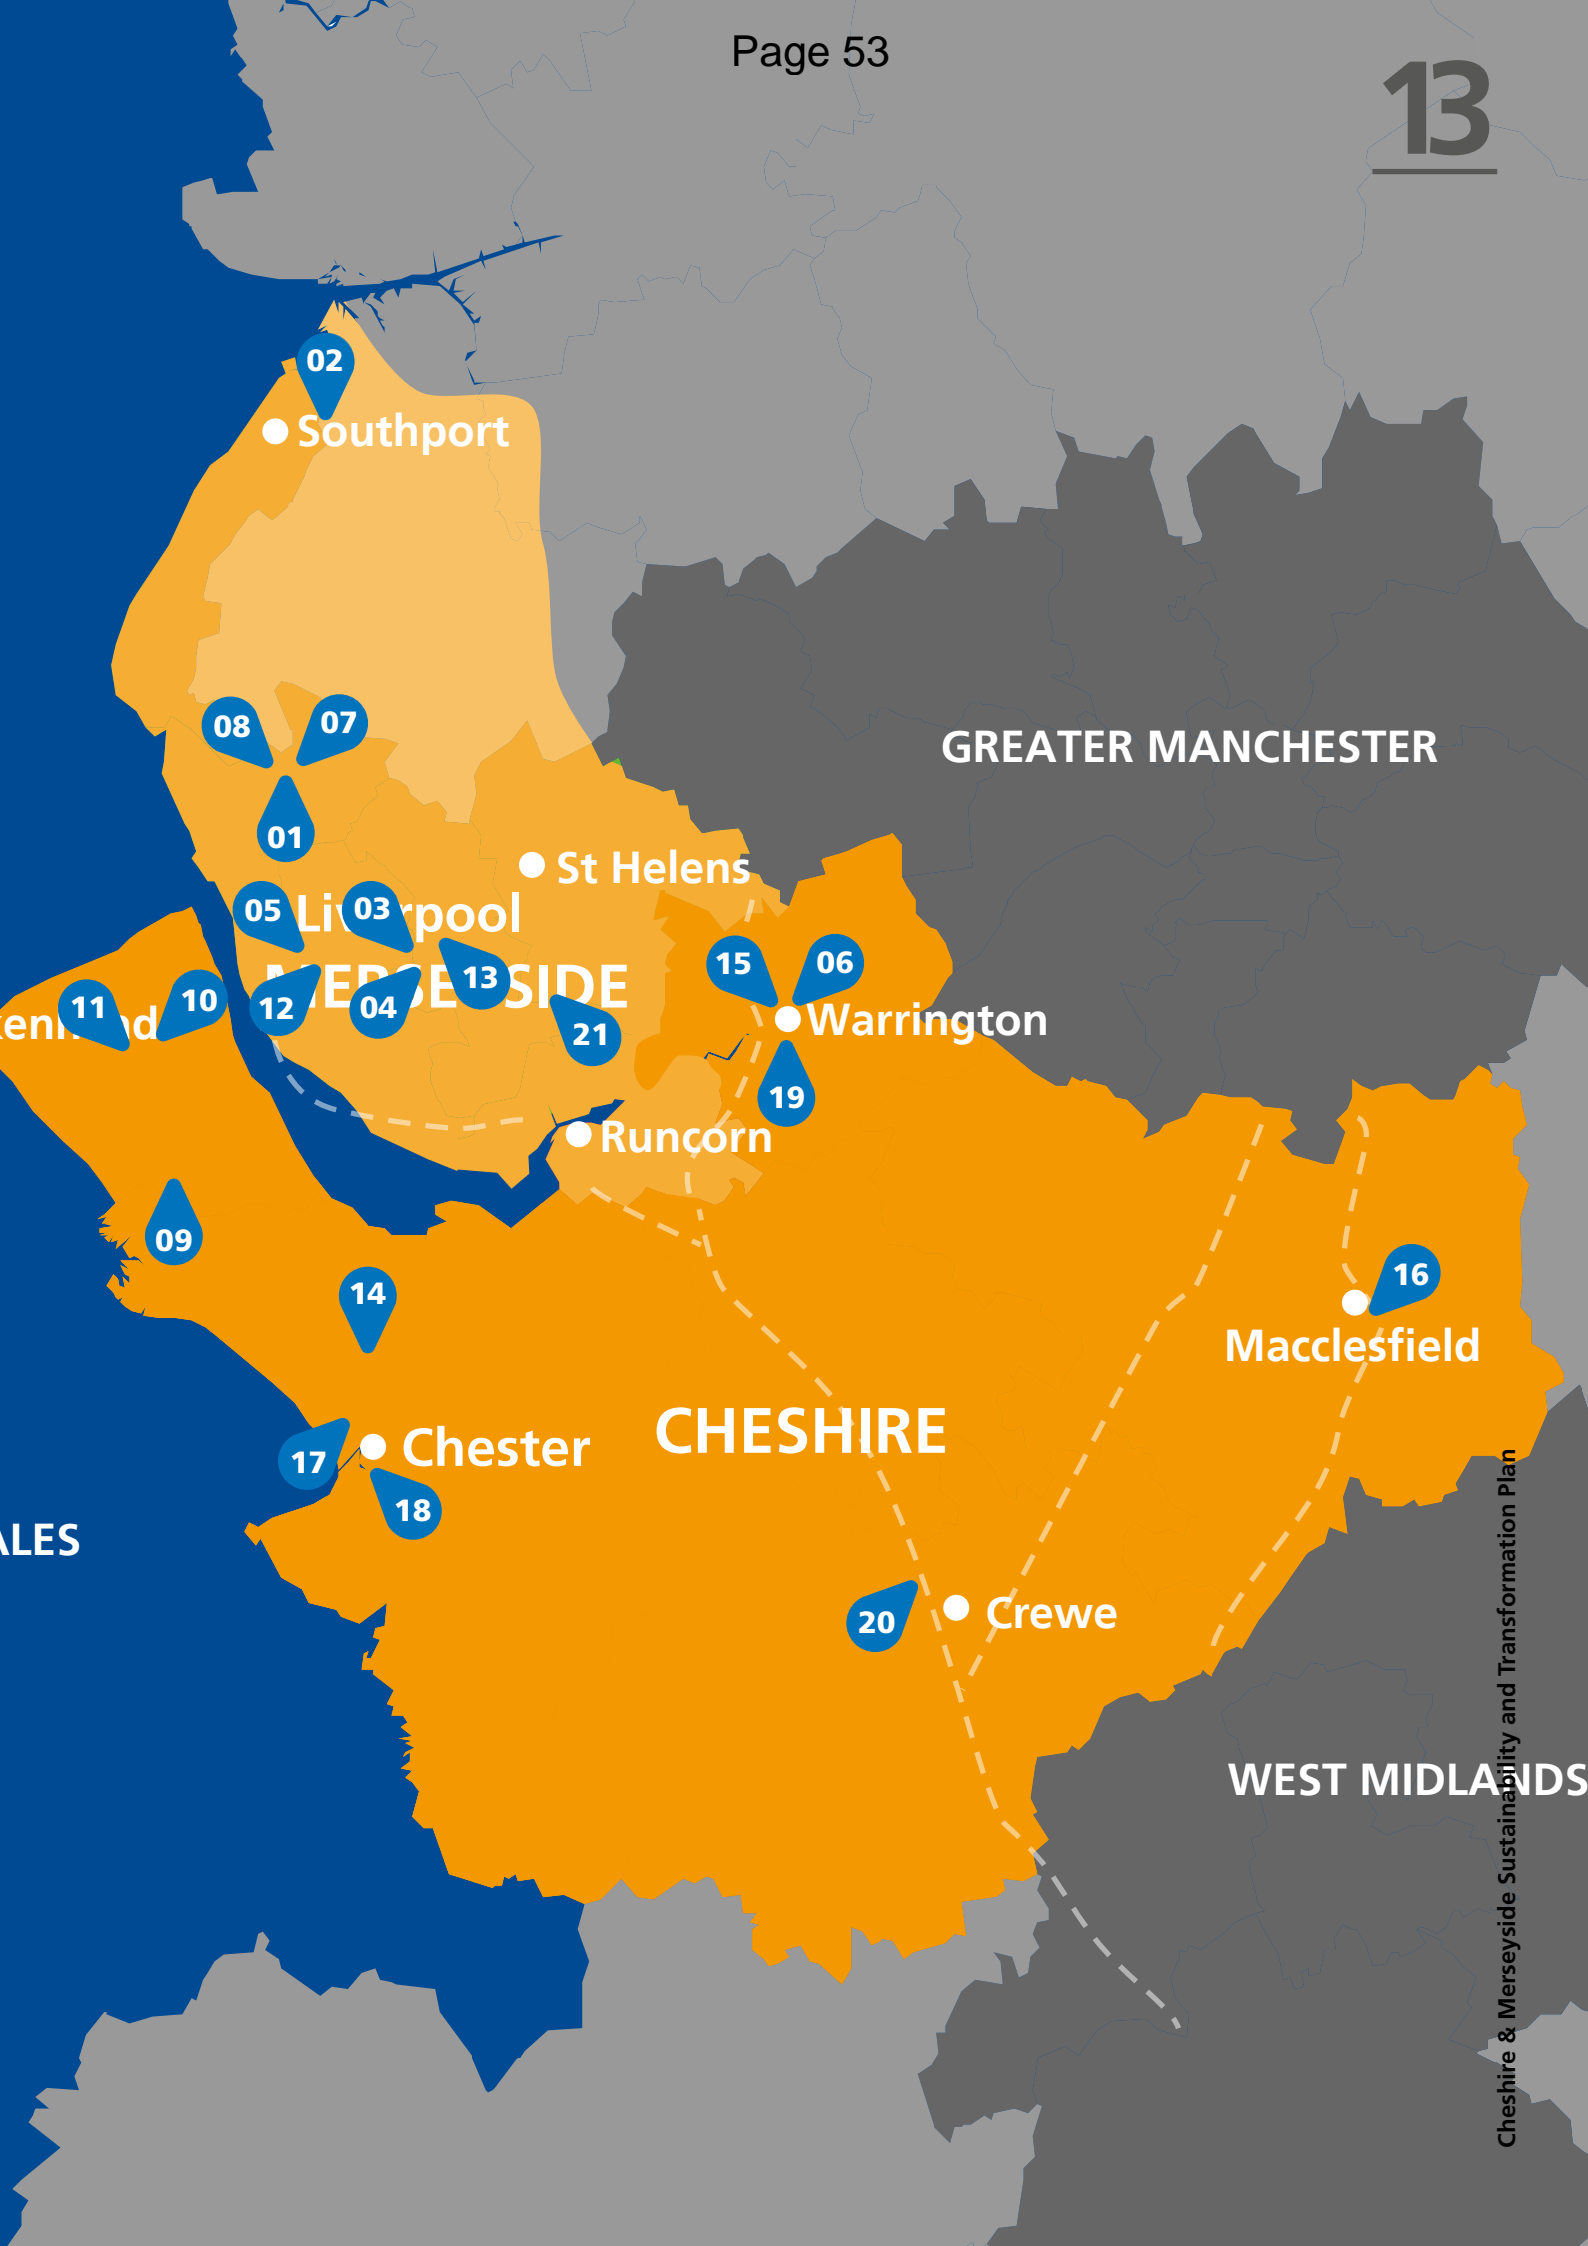 Page 53
13
02
Southport
08
07
GREATER MANCHESTER
01
St Helens
05
03
15
06
13
11
10
12
04
Warrington
21
19
Runcorn
09
14
16
Macclesfield
CHESHIRE
Chester
17
18
20
Crewe
WEST MIDLANDS
Cheshire & Merseyside Sustainability and Transformation Plan